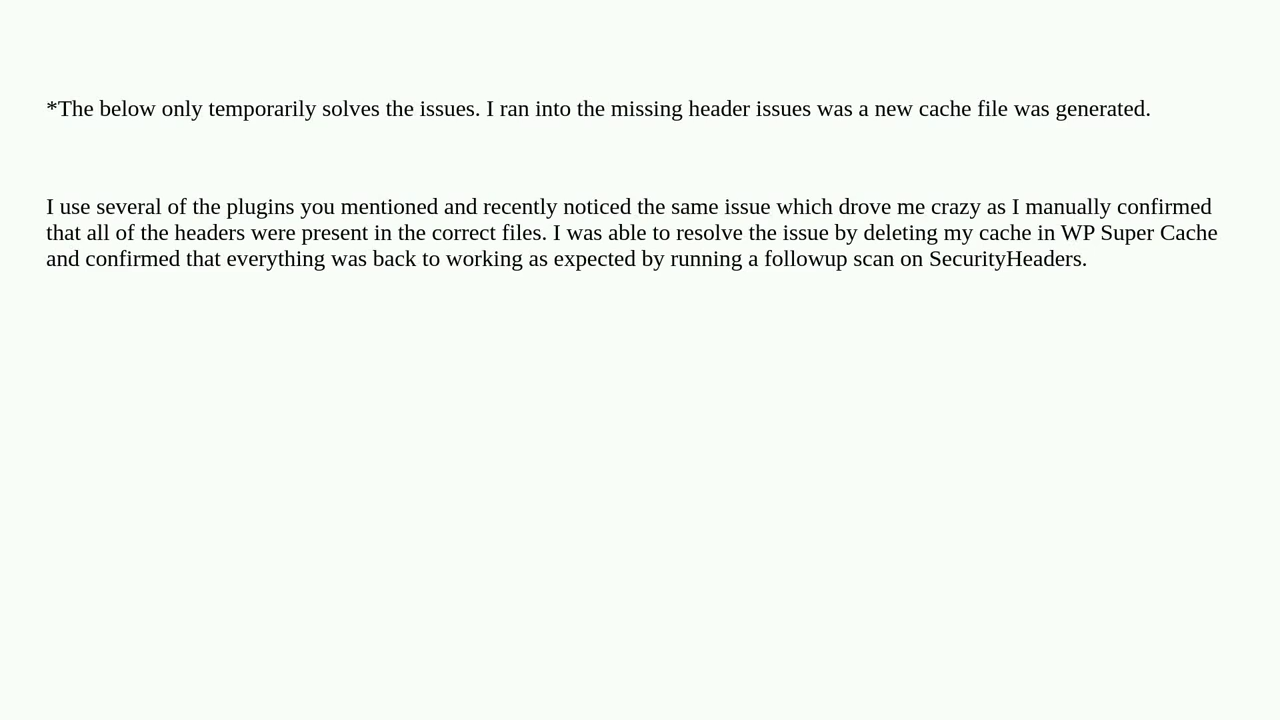 *The below only temporarily solves the issues. I ran into the missing header issues was a new cache file was generated.
I use several of the plugins you mentioned and recently noticed the same issue which drove me crazy as I manually confirmed
that all of the headers were present in the correct files. I was able to resolve the issue by deleting my cache in WP Super Cache
and confirmed that everything was back to working as expected by running a followup scan on SecurityHeaders.